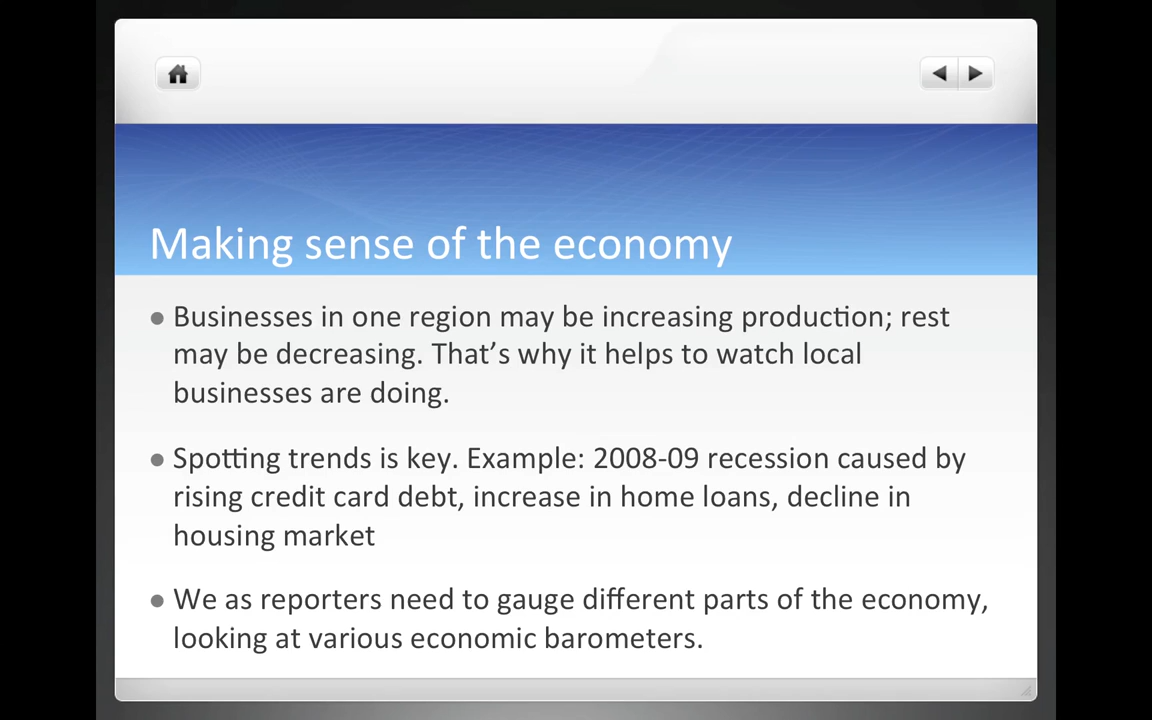 Making sense of the economy
● Businesses in one region may be increasing production; rest
may be decreasing. That's why it helps to watch local
businesses are doing.
● Spotting trends is key. Example: 2008-09 recession caused by
rising credit card debt, increase in home loans, decline in
housing market
● We as reporters need to gauge different parts of the economy,
looking at various economic barometers.